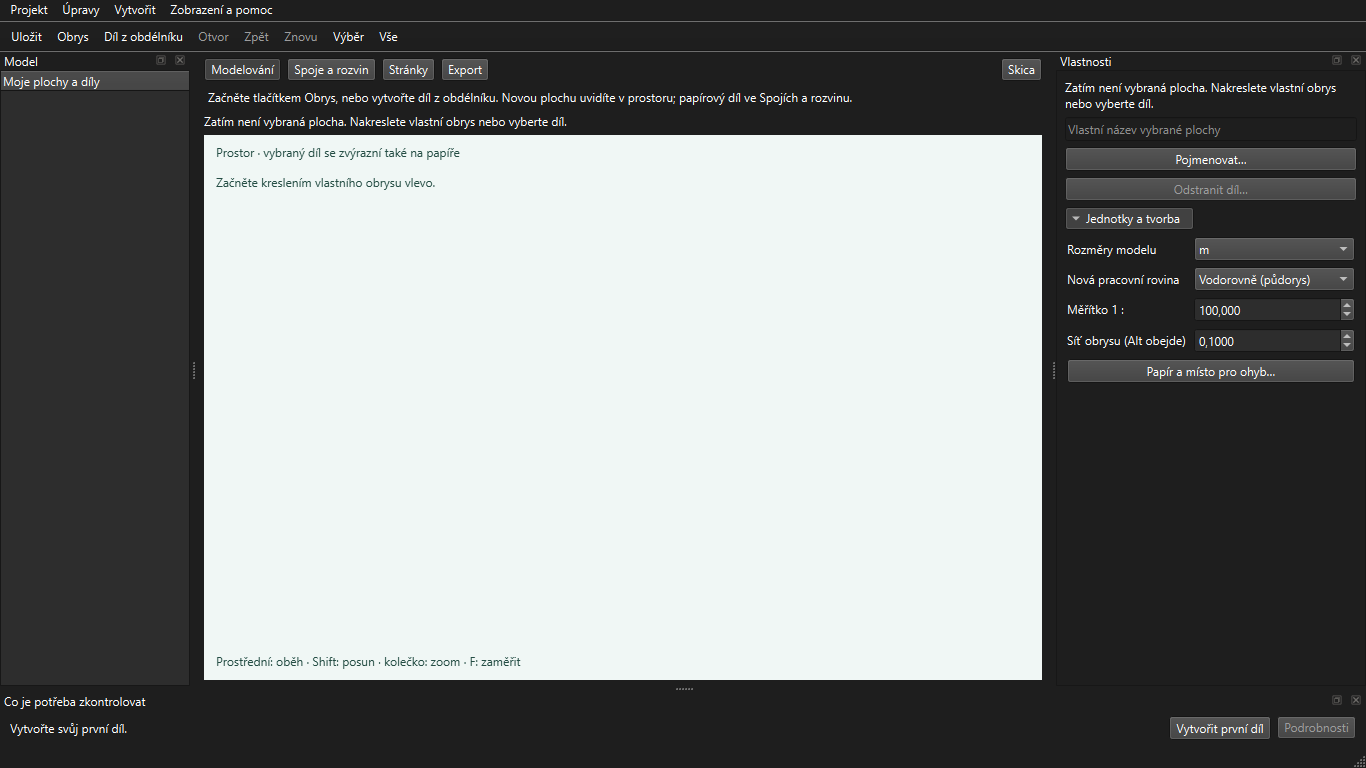 Projekt Úpravy Vytvořit Zobrazení a pomoc
Uložit Obrys Díl z obdélníku Otvor Zpět Znovu Výběr Vše
Model
Moje plochy a díly
Modelování Spoje a rozvin Stránky Export Skica
Začněte tlačítkem Obrys, nebo vytvořte díl z obdélníku. Novou plochu uvidíte v prostoru; papírový díl ve Spojích a rozvinu.
Zatím není vybraná plocha. Nakreslete vlastní obrys nebo vyberte díl.
Prostor · vybraný díl se zvýrazní také na papíře
Začněte kreslením vlastního obrysu vlevo.
Prostřední: oběh · Shift: posun · kolečko: zoom · F: zaměřit
Vlastnosti
Zatím není vybraná plocha. Nakreslete vlastní obrys
nebo vyberte díl.
Vlastní název vybrané plochy
Pojmenovat...
Odstranit díl...
Jednotky a tvorba
Rozměry modelu m
Nová pracovní rovina Vodorovně (půdorys)
Měřítko 1 : 100,000
Síť obrysu (Alt obejde) 0,1000
Papír a místo pro ohyb...
Co je potřeba zkontrolovat
Vytvořte svůj první díl.
Vytvořit první díl Podrobnosti